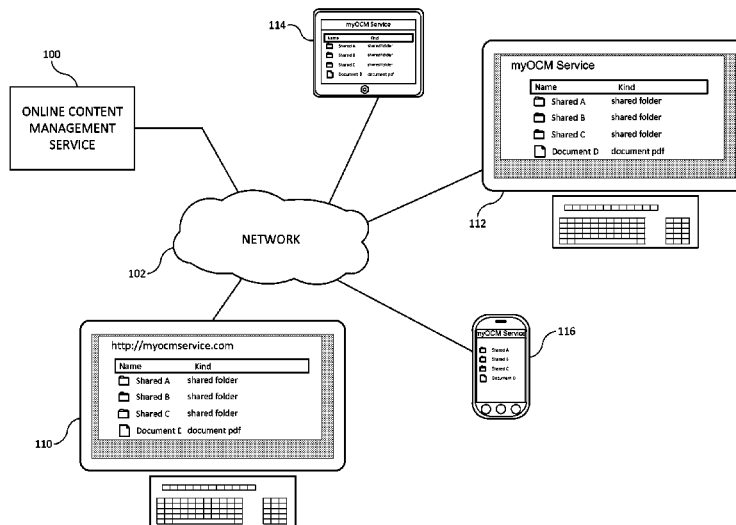 114
myOCM Service
Name Kind
Shared A shared folder
Shared B shared folder
Shared C shared folder
Document D document pdf
100
ONLINE CONTENT
MANAGEMENT
SERVICE
myOCM Service
Name Kind
Shared A shared folder
Shared B shared folder
Shared C shared folder
Document D document pdf
112
NETWORK
102
http://myocmservice.com
Name Kind
Shared A shared folder
Shared B shared folder
Shared C shared folder
Document E document pdf
110
myOCM Service
Shared A
Shared B
Shared C
Document D
116